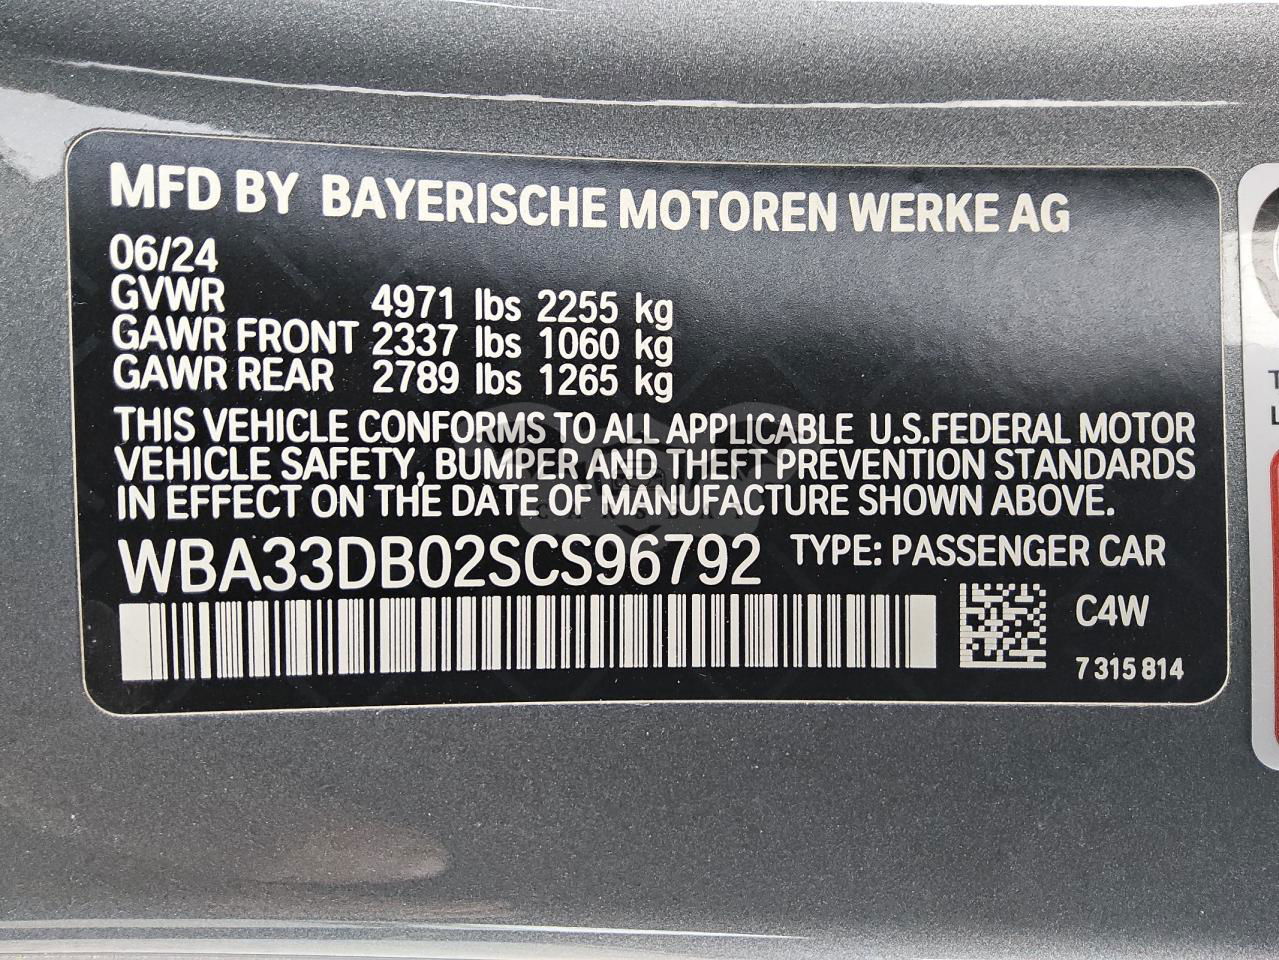 MFD BY BAYERISCHE MOTOREN WERKE AG
06/24
GVWR 4971 lbs 2255 kg
GAWR FRONT 2337 lbs 1060 kg
GAWR REAR 2789 lbs 1265 kg
THIS VEHICLE CONFORMS TO ALL APPLICABLE U.S.FEDERAL MOTOR
VEHICLE SAFETY, BUMPER AND THEFT PREVENTION STANDARDS
IN EFFECT ON THE DATE OF MANUFACTURE SHOWN ABOVE.
WBA33DB02SCS96792 TYPE: PASSENGER CAR
C4W
7 315 814